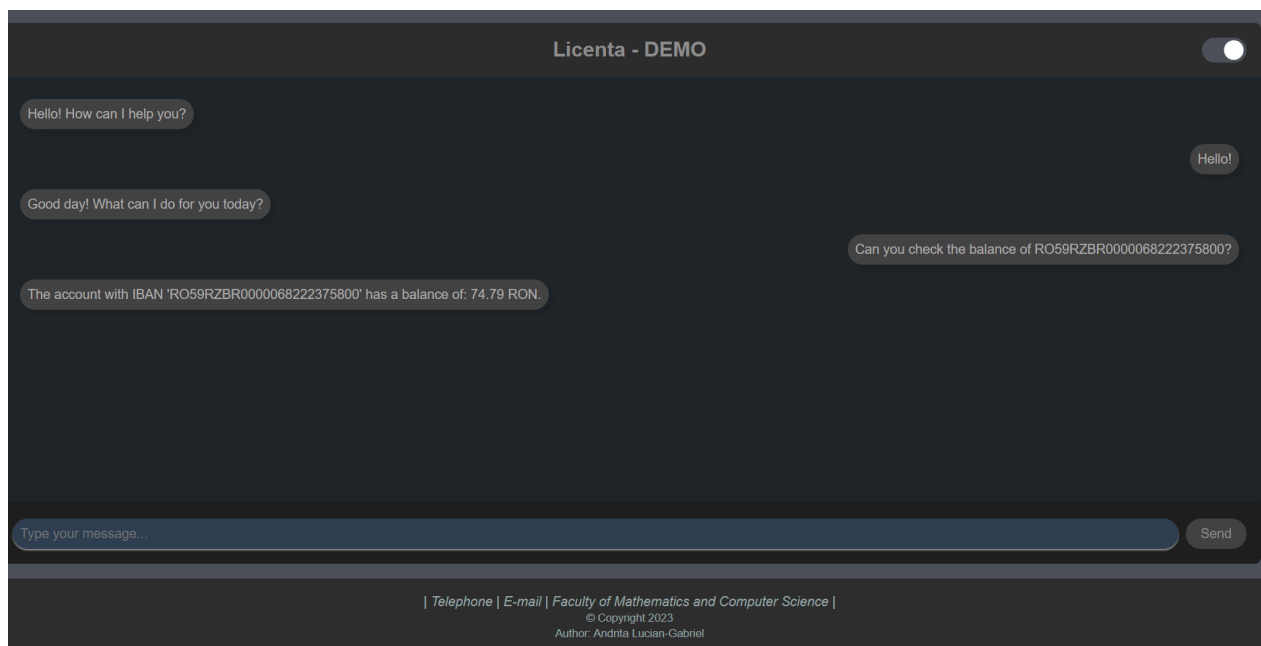 Licenta - DEMO
Hello! How can I help you?
Hello!
Good day! What can I do for you today?
Can you check the balance of RO59RZBR0000068222375800?
The account with IBAN 'RO59RZBR0000068222375800' has a balance of: 74.79 RON.
Type your message...
Send
| Telephone | E-mail | Faculty of Mathematics and Computer Science |
© Copyright 2023
Author: Andrita Lucian-Gabriel